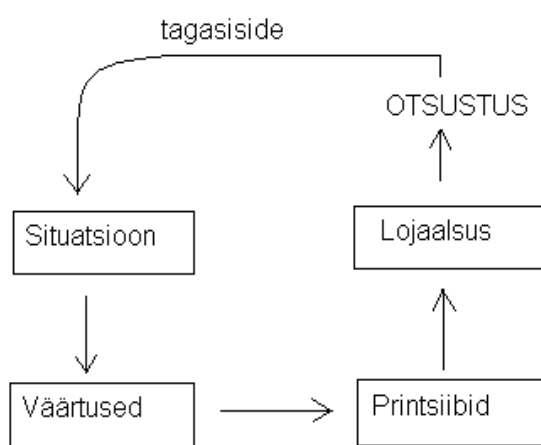 tagasiside
OTSUSTUS
Situatsioon
Lojaalsus
Väärtused
Printsiibid